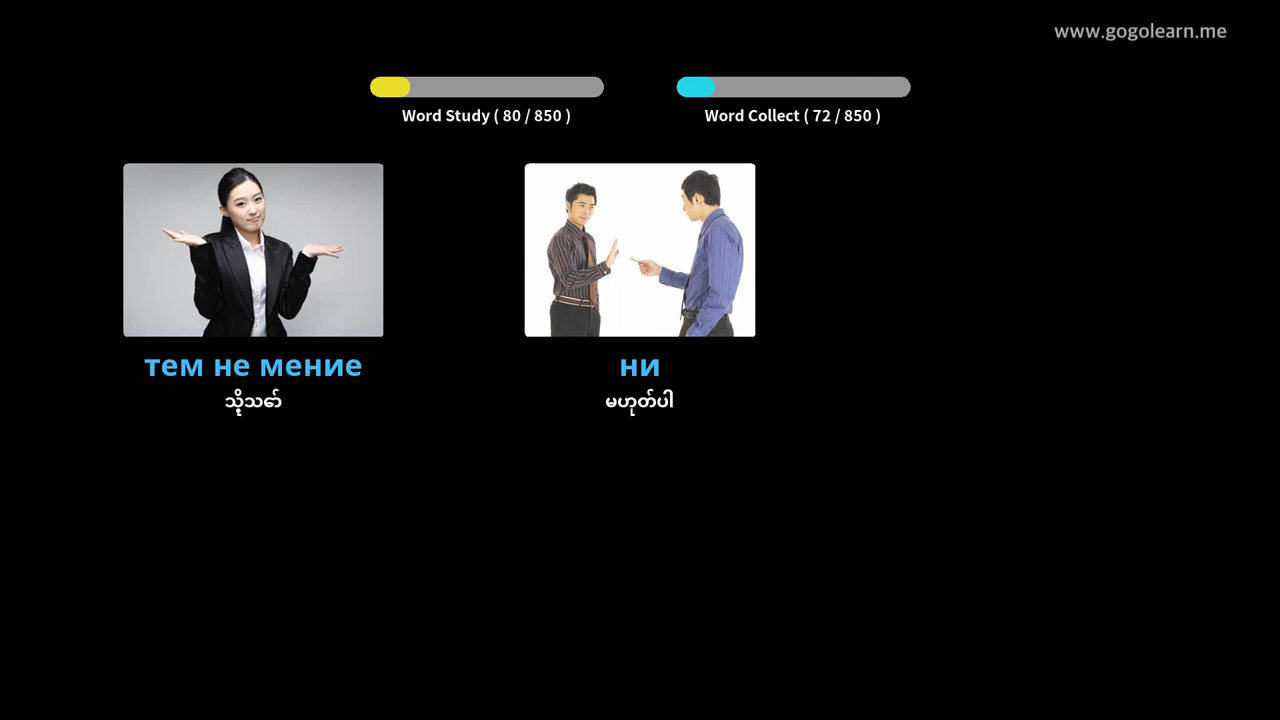 www.gogolearn.me
Word Study ( 80 / 850 )
Word Collect ( 72 / 850 )
тем не мение
သို့သော်
ни
မဟုတ်ပါ